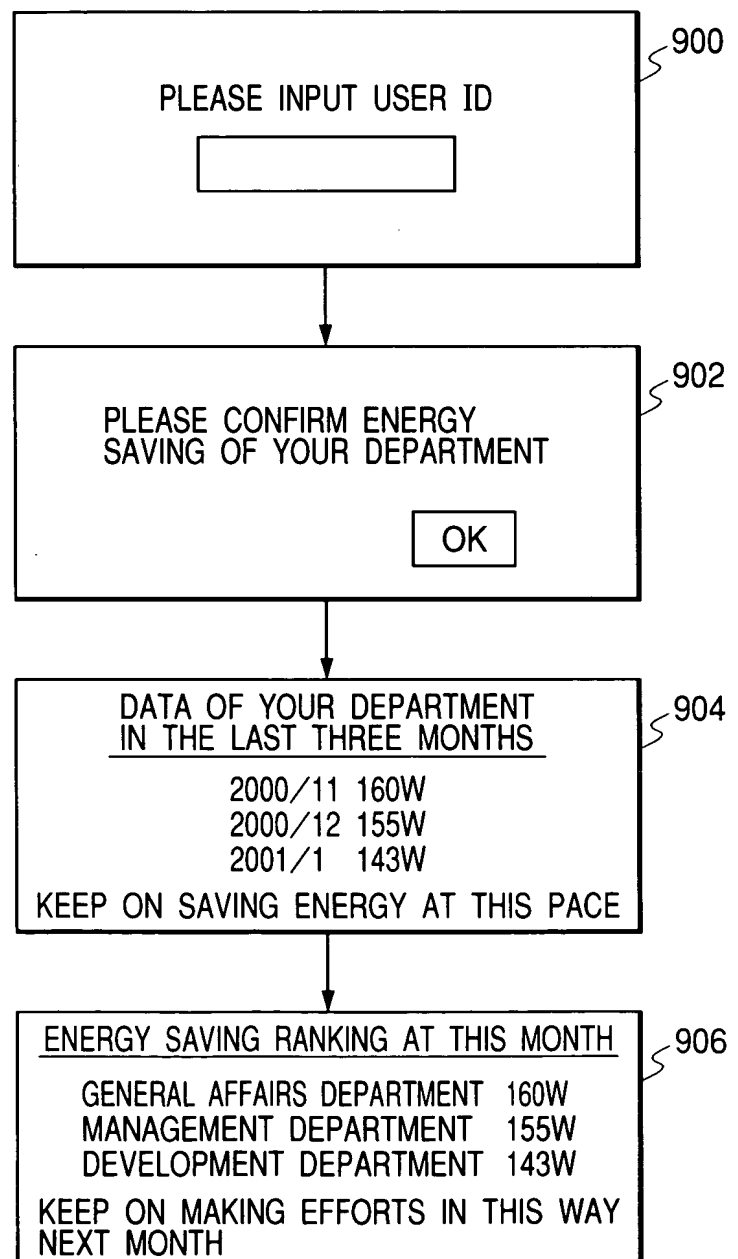 900
PLEASE INPUT USER ID
902
PLEASE CONFIRM ENERGY
SAVING OF YOUR DEPARTMENT
OK
904
DATA OF YOUR DEPARTMENT
IN THE LAST THREE MONTHS
2000/11 160W
2000/12 155W
2001/1 143W
KEEP ON SAVING ENERGY AT THIS PACE
906
ENERGY SAVING RANKING AT THIS MONTH
GENERAL AFFAIRS DEPARTMENT 160W
MANAGEMENT DEPARTMENT 155W
DEVELOPMENT DEPARTMENT 143W
KEEP ON MAKING EFFORTS IN THIS WAY
NEXT MONTH